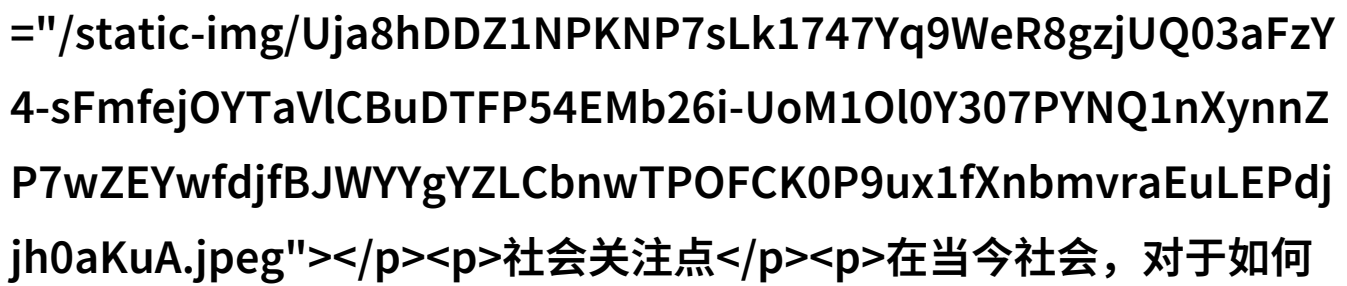 ="/static-img/Uja8hDDZ1NPKNP7sLk1747Yq9WeR8gzjUQ03aFzY
4-sFmfejOYTaVlCBuDTFP54EMb26i-UoM1Ol0Y307PYNQ1nXynnZ
P7wZEYwfdjfBJWYYgYZLCbnwTPOFCK0P9ux1fXnbmvraEuLEPdj
jh0aKuA.jpeg"></p><p>社会关注点</p><p>在当今社会，对于如何